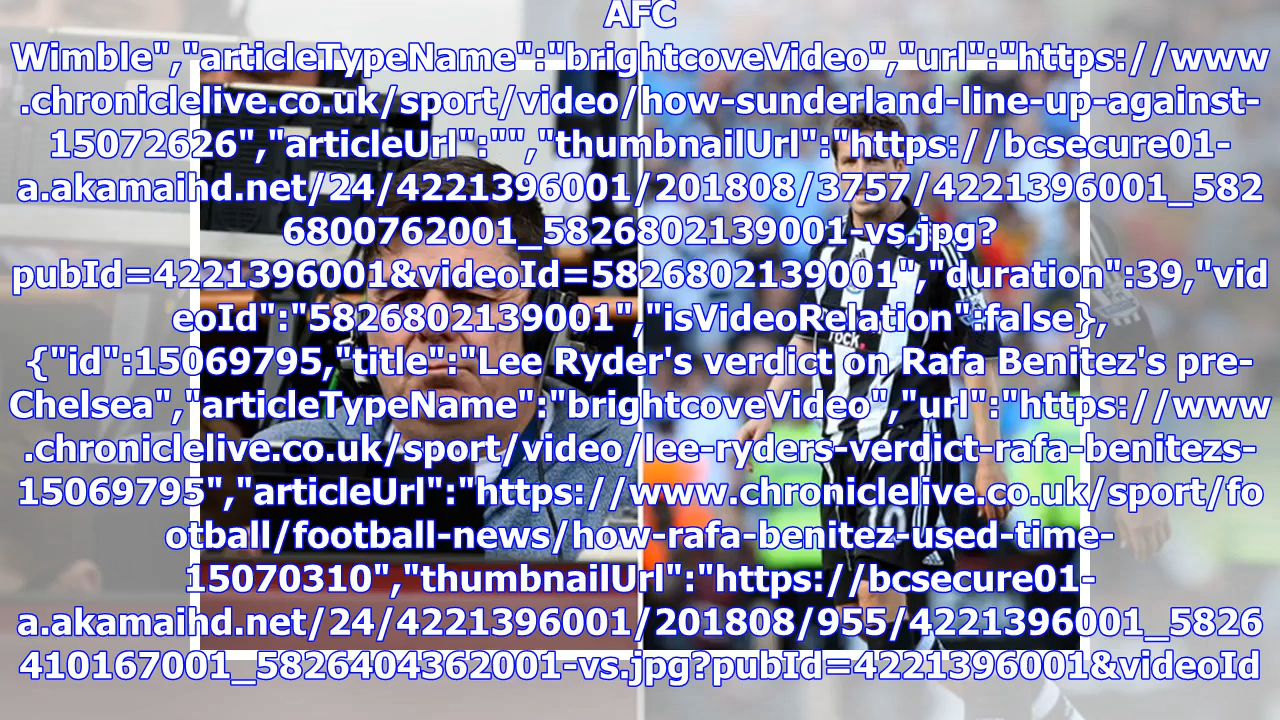 AFC
Wimble","articleTypeName":"brightcoveVideo","url":"https://www
.chroniclelive.co.uk/sport/video/how-sunderland-line-up-against-
15072626","articleUrl":"","thumbnailUrl":"https://bcsecure01-
a.akamaihd.net/24/4221396001/201808/3757/4221396001_582
6800762001_5826802139001-vs.jpg?
pubId=4221396001&videoId=5826802139001","duration":39,"vid
eoId":"5826802139001","isVideoRelation":false},
{"id":15069795,"title":"Lee Ryder's verdict on Rafa Benitez's pre-
Chelsea","articleTypeName":"brightcoveVideo","url":"https://www
.chroniclelive.co.uk/sport/video/lee-ryders-verdict-rafa-benitezs-
15069795","articleUrl":"https://www.chroniclelive.co.uk/sport/fo
otball/football-news/how-rafa-benitez-used-time-
15070310","thumbnailUrl":"https://bcsecure01-
a.akamaihd.net/24/4221396001/201808/955/4221396001_5826
410167001_5826404362001-vs.jpg?pubId=4221396001&videoId
rock.